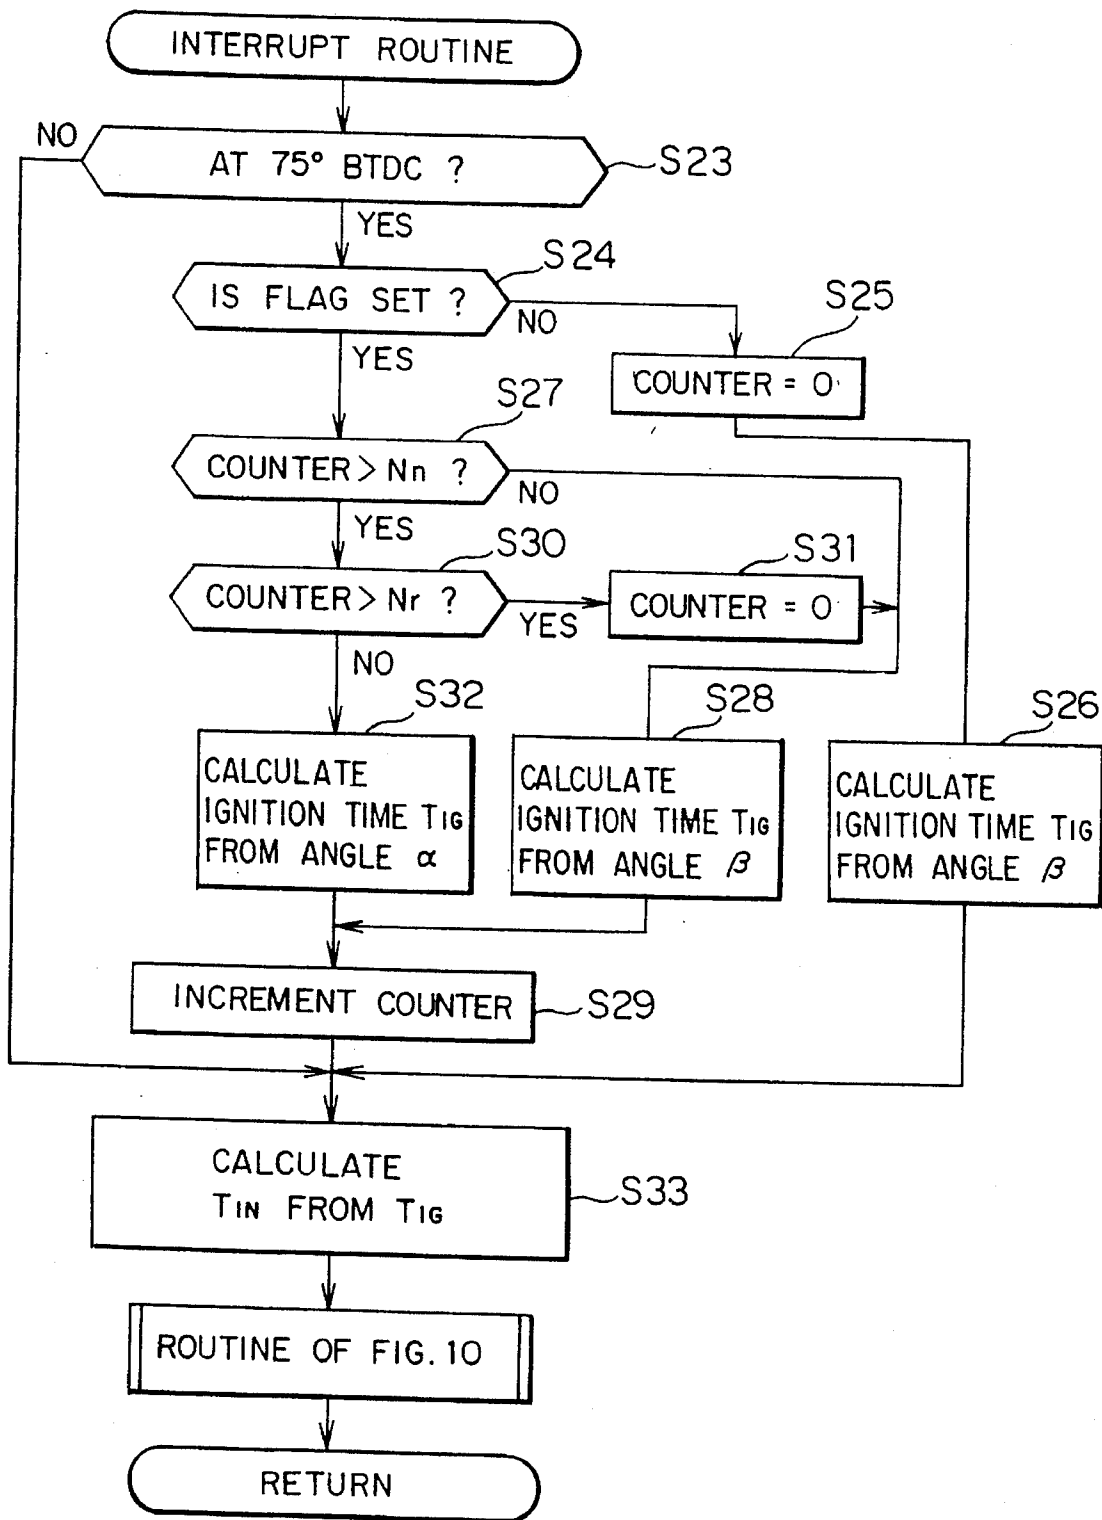 INTERRUPT ROUTINE
NO
AT 75° BTDC ?
S23
YES
S24
IS FLAG SET ?
NO
S25
YES
COUNTER = 0
S27
COUNTER > Nn ?
NO
YES
S30
S31
COUNTER > Nr ?
YES
COUNTER = 0
NO
S32
S28
S26
CALCULATE
IGNITION TIME TIG
FROM ANGLE α
CALCULATE
IGNITION TIME TIG
FROM ANGLE β
CALCULATE
IGNITION TIME TIG
FROM ANGLE β
INCREMENT COUNTER
S29
CALCULATE
TIN FROM TIG
S33
ROUTINE OF FIG. 10
RETURN